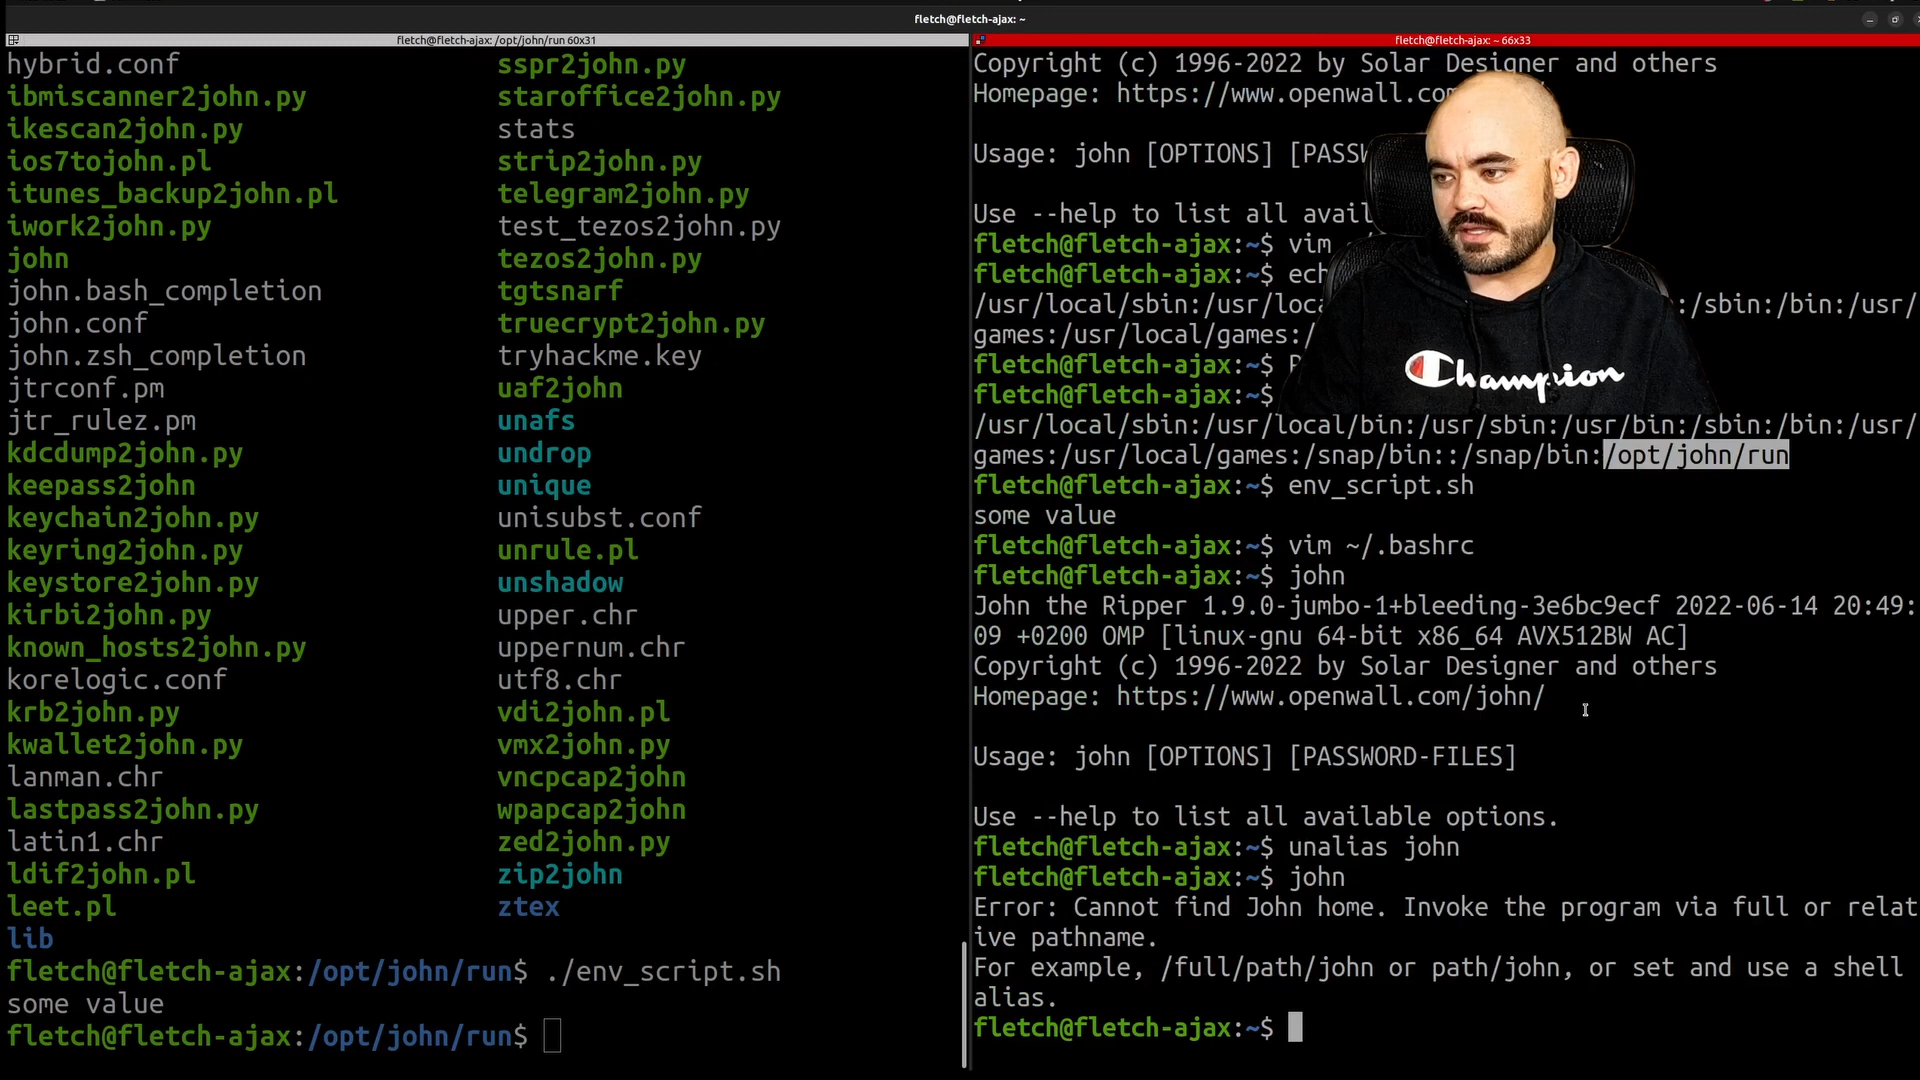 fletch@fletch-ajax: ~
fletch@fletch-ajax: /opt/john/run 60x31
hybrid.conf sspr2john.py
ibmiscanner2john.py staroffice2john.py
ikescan2john.py stats
ios7tojohn.pl strip2john.py
itunes_backup2john.pl telegram2john.py
iwork2john.py test_tezos2john.py
john tezos2john.py
john.bash_completion tgtsnarf
john.conf truecrypt2john.py
john.zsh_completion tryhackme.key
jtrconf.pm uaf2john
jtr_rulez.pm unafs
kdcdump2john.py undrop
keepass2john unique
keychain2john.py unisubst.conf
keyring2john.py unrule.pl
keystore2john.py unshadow
kirbi2john.py upper.chr
known_hosts2john.py uppernum.chr
korelogic.conf utf8.chr
krb2john.py vdi2john.pl
kwallet2john.py vmx2john.py
lanman.chr vncpcap2john
lastpass2john.py wpapcap2john
latin1.chr zed2john.py
ldif2john.pl zip2john
leet.pl ztex
lib
fletch@fletch-ajax:/opt/john/run$ ./env_script.sh
some value
fletch@fletch-ajax:/opt/john/run$
fletch@fletch-ajax: ~ 66x33
Copyright (c) 1996-2022 by Solar Designer and others
Homepage: https://www.openwall.co
Usage: john [OPTIONS] [PASS
Use --help to list all avail
fletch@fletch-ajax:~$ vim
fletch@fletch-ajax:~$ ech
/usr/local/sbin:/usr/loca :/sbin:/bin:/usr/
games:/usr/local/games:/
fletch@fletch-ajax:~$
fletch@fletch-ajax:~$
/usr/local/sbin:/usr/local/bin:/usr/sbin:/usr/bin:/sbin:/bin:/usr/
games:/usr/local/games:/snap/bin::/snap/bin:/opt/john/run
fletch@fletch-ajax:~$ env_script.sh
some value
fletch@fletch-ajax:~$ vim ~/.bashrc
fletch@fletch-ajax:~$ john
John the Ripper 1.9.0-jumbo-1+bleeding-3e6bc9ecf 2022-06-14 20:49:
09 +0200 OMP [linux-gnu 64-bit x86_64 AVX512BW AC]
Copyright (c) 1996-2022 by Solar Designer and others
Homepage: https://www.openwall.com/john/
Usage: john [OPTIONS] [PASSWORD-FILES]
Use --help to list all available options.
fletch@fletch-ajax:~$ unalias john
fletch@fletch-ajax:~$ john
Error: Cannot find John home. Invoke the program via full or relat
ive pathname.
For example, /full/path/john or path/john, or set and use a shell
alias.
fletch@fletch-ajax:~$
Champion